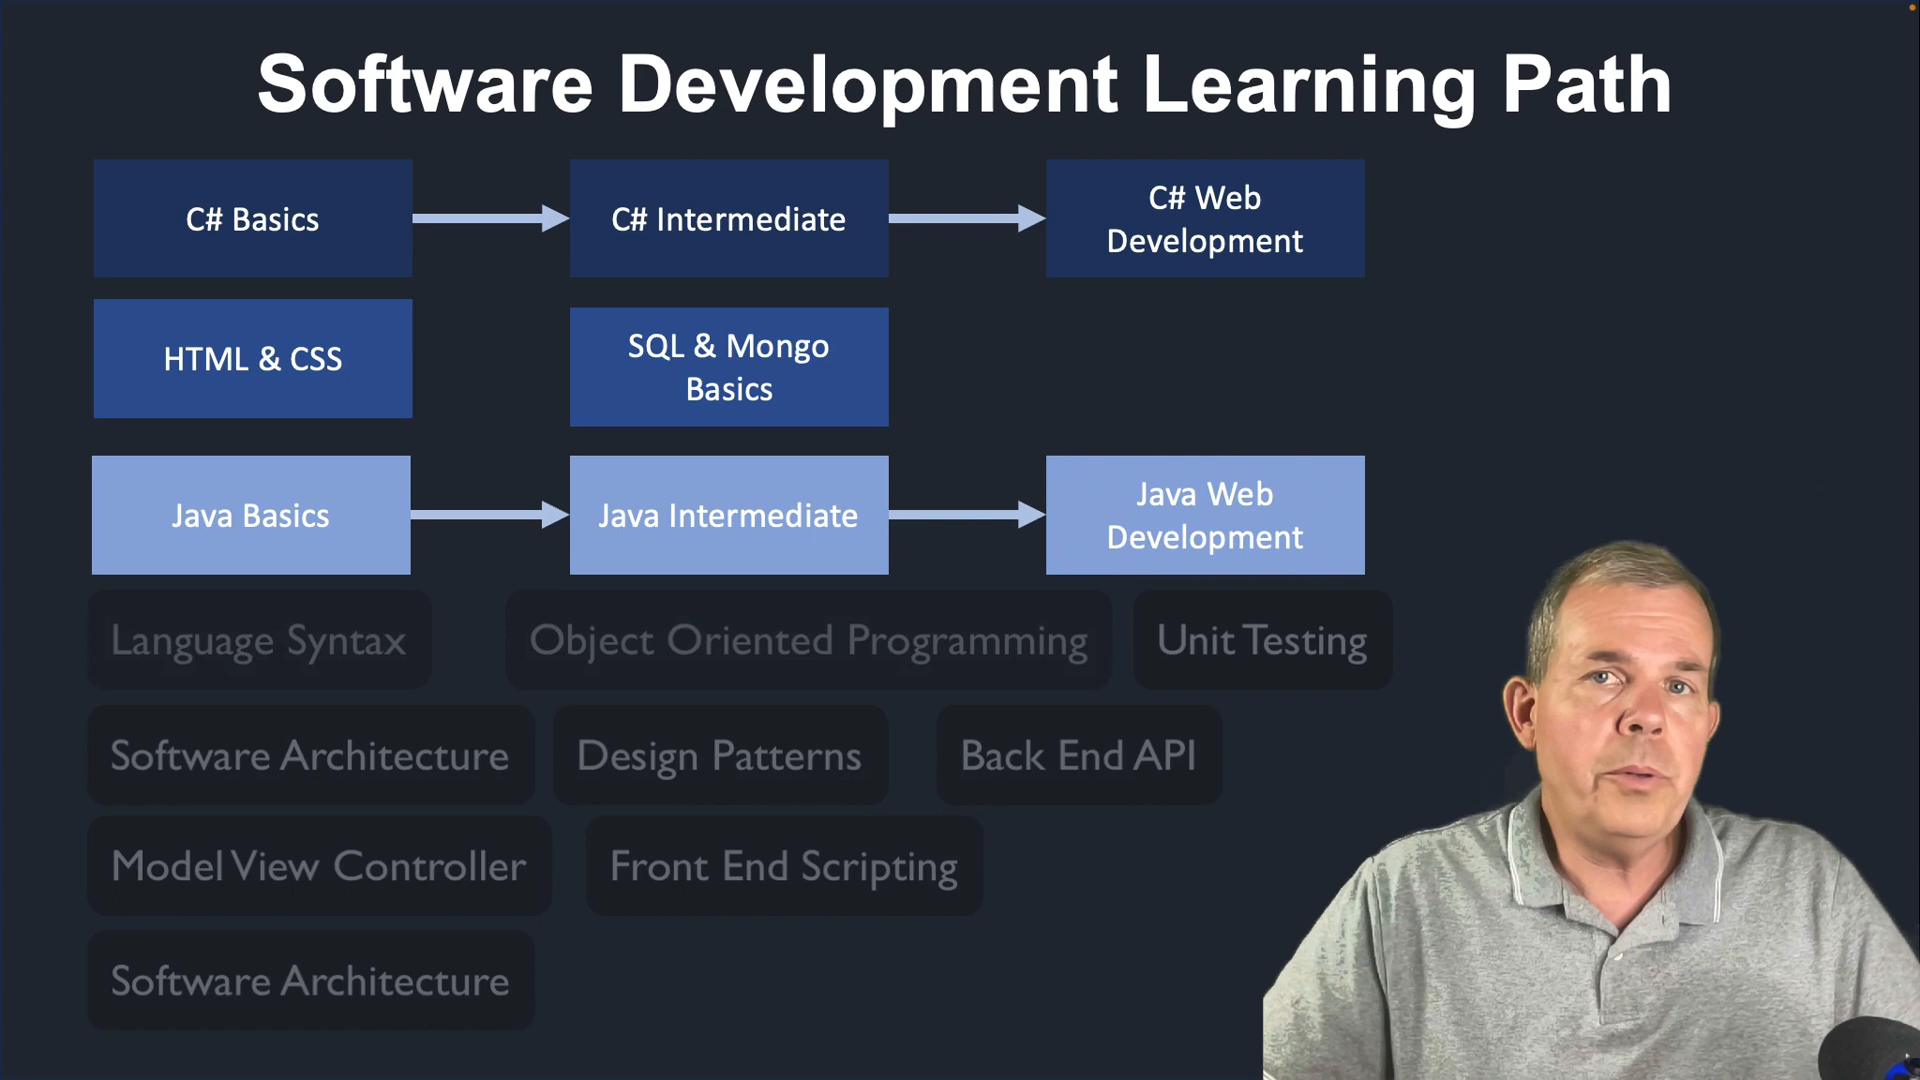 Software Development Learning Path
C# Basics
C# Intermediate
C# Web
Development
HTML & CSS
SQL & Mongo
Basics
Java Basics
Java Intermediate
Java Web
Development
Language Syntax
Object Oriented Programming
Unit Testing
Software Architecture
Design Patterns
Back End API
Model View Controller
Front End Scripting
Software Architecture